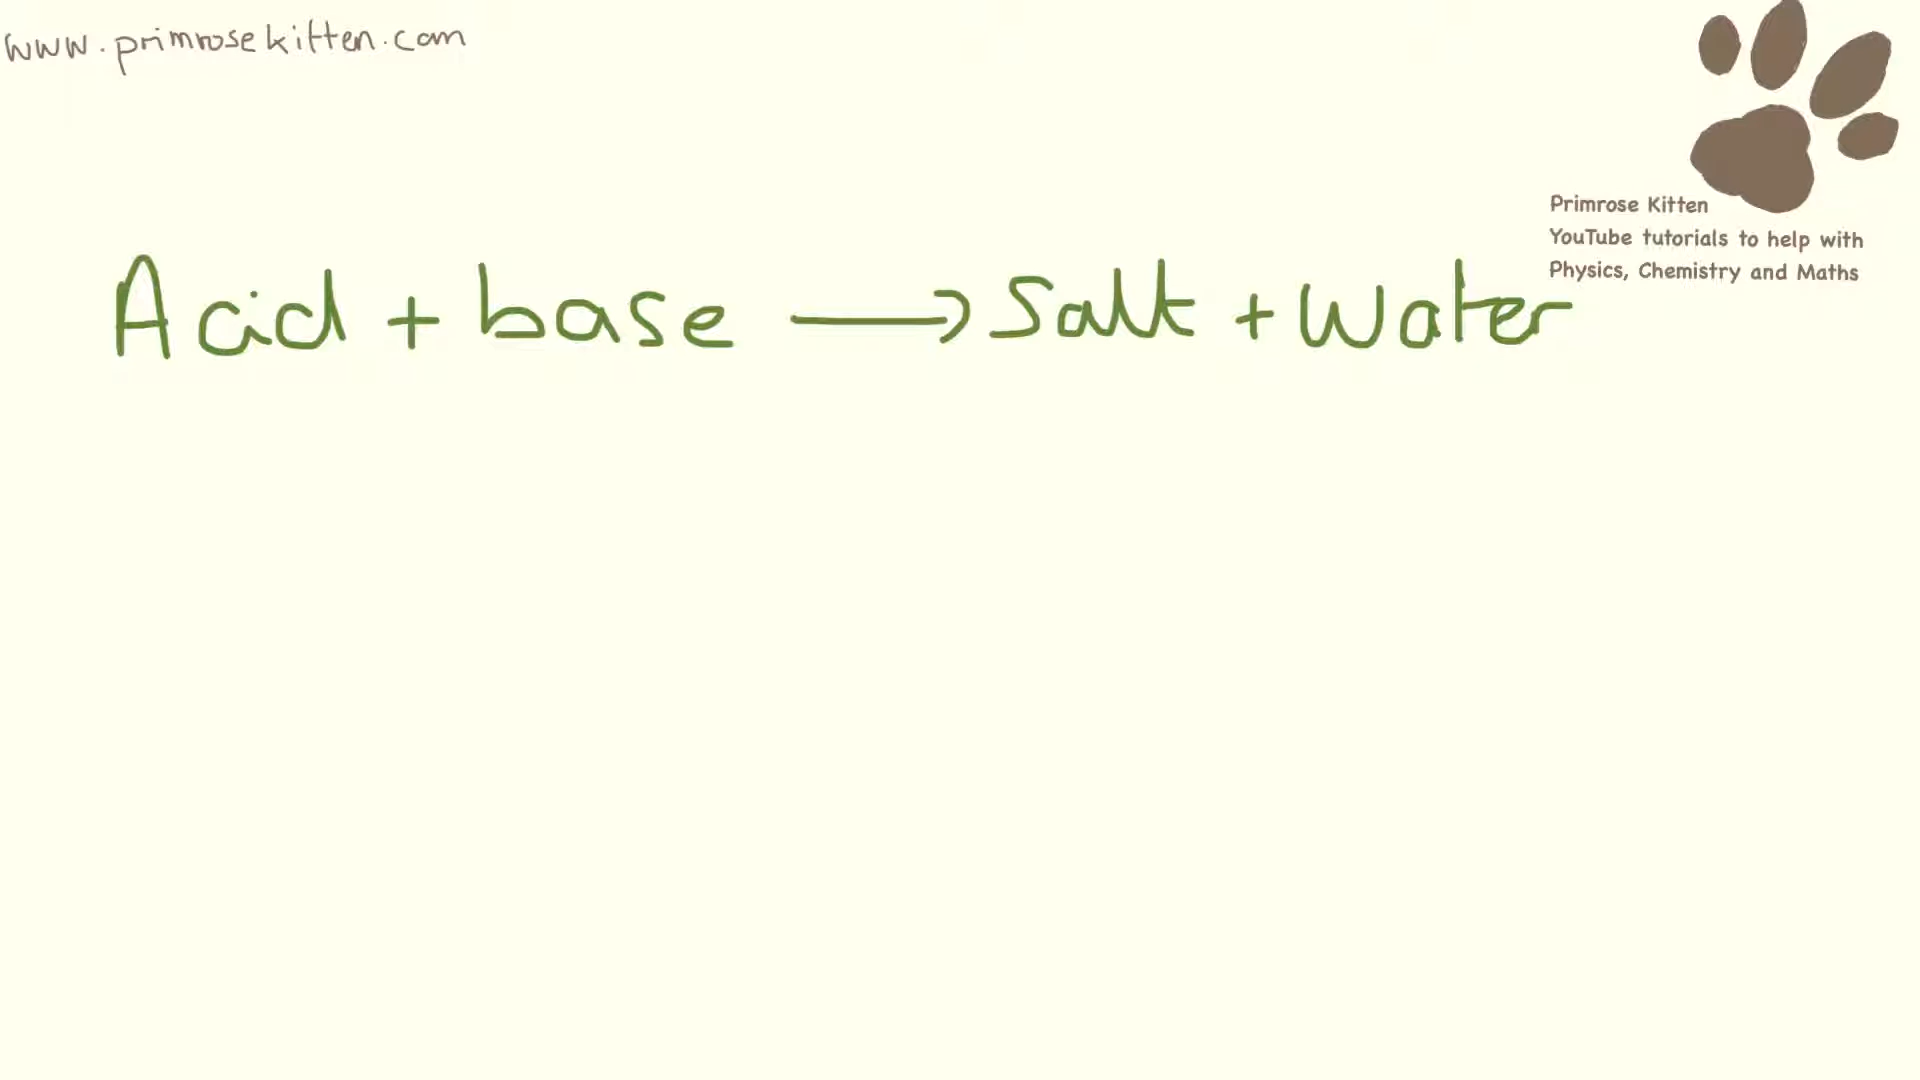 www.primrosekitten.com
Primrose Kitten
YouTube tutorials to help with
Physics, Chemistry and Maths
Acid + base ⟶ Salt + Water